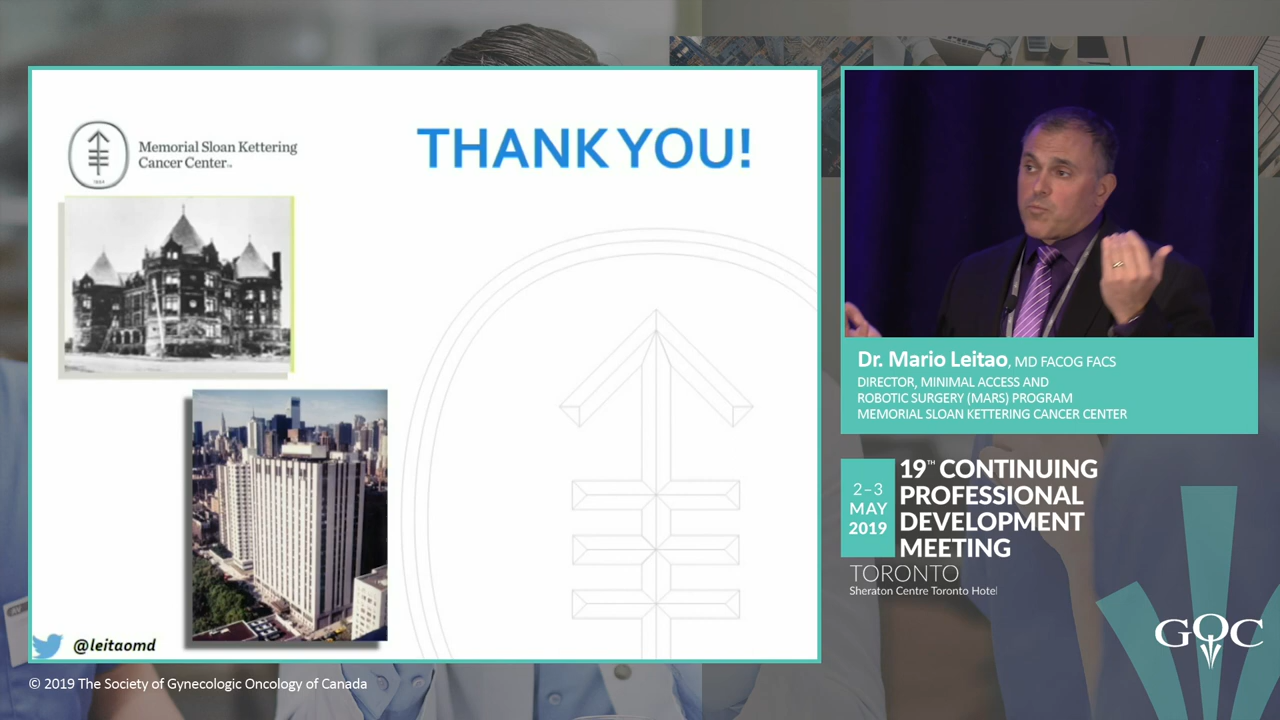 Memorial Sloan Kettering
Cancer Center™
1884
THANK YOU!
@leitaomd
Dr. Mario Leitao, MD FACOG FACS
DIRECTOR, MINIMAL ACCESS AND
ROBOTIC SURGERY (MARS) PROGRAM
MEMORIAL SLOAN KETTERING CANCER CENTER
2–3
MAY
2019
19TH CONTINUING
PROFESSIONAL
DEVELOPMENT
MEETING
TORONTO
Sheraton Centre Toronto Hotel
GOC
© 2019 The Society of Gynecologic Oncology of Canada